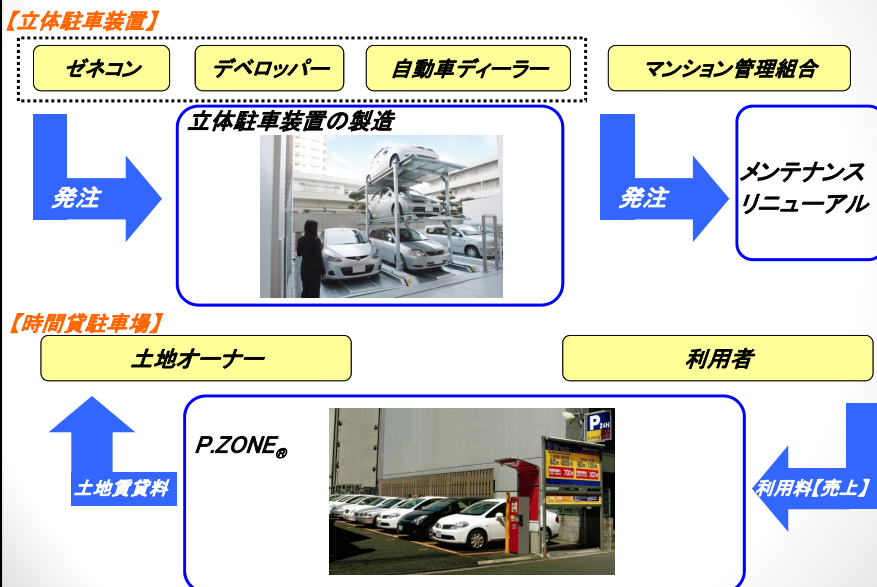 【立体駐車装置】
ゼネコン
デベロッパー
自動車ディーラー
マンション管理組合
立体駐車装置の製造
発注
発注
メンテナンス
リニューアル
【時間貸駐車場】
土地オーナー
利用者
P.ZONE®
P 24H
土地賃貸料
利用料【売上】